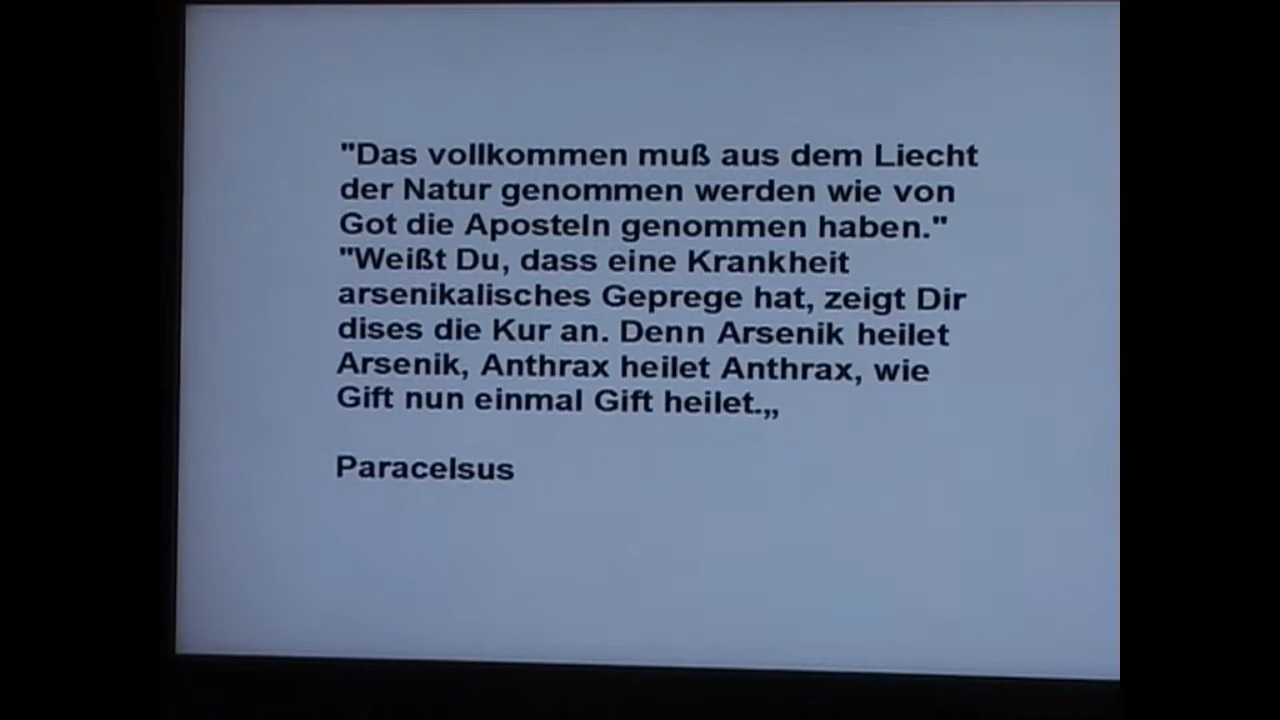 "Das vollkommen muß aus dem Liecht
der Natur genommen werden wie von
Got die Aposteln genommen haben."
"Weißt Du, dass eine Krankheit
arsenikalisches Geprege hat, zeigt Dir
dises die Kur an. Denn Arsenik heilet
Arsenik, Anthrax heilet Anthrax, wie
Gift nun einmal Gift heilet.„
Paracelsus